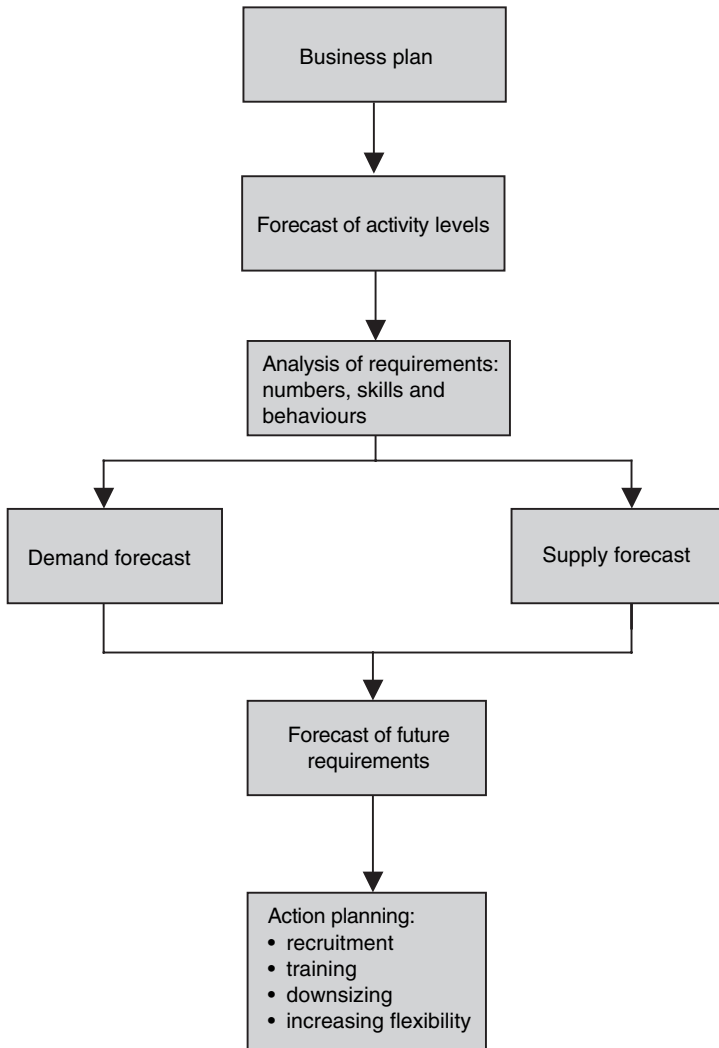 Business plan
Forecast of activity levels
Analysis of requirements:
numbers, skills and
behaviours
Demand forecast
Supply forecast
Forecast of future
requirements
Action planning:
• recruitment
• training
• downsizing
• increasing flexibility